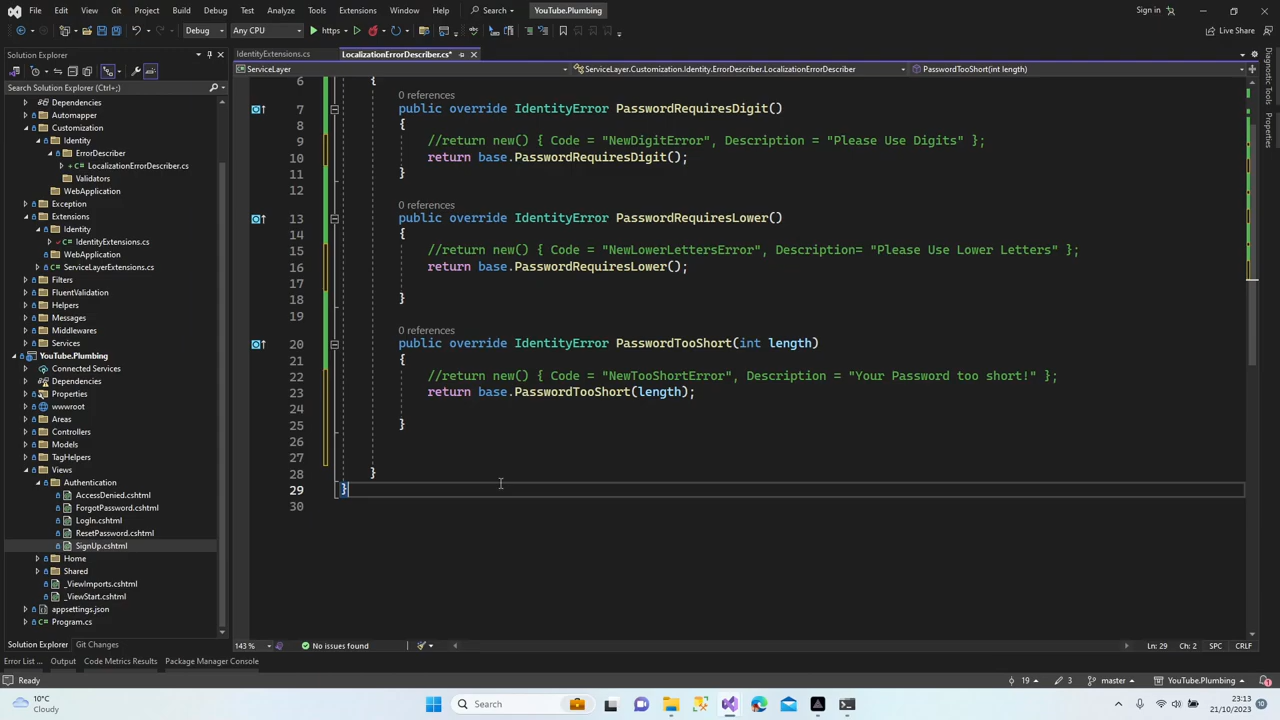 File Edit View Git Project Build Debug Test Analyze Tools Extensions Window Help Search YouTube.Plumbing Sign in
Debug Any CPU https Live Share
Solution Explorer
Search Solution Explorer (Ctrl+;)
Dependencies
Automapper
Customization
Identity
ErrorDescriber
LocalizationErrorDescriber.cs
Validators
WebApplication
Exception
Extensions
Identity
IdentityExtensions.cs
WebApplication
ServiceLayerExtensions.cs
Filters
FluentValidation
Helpers
Messages
Middlewares
Services
YouTube.Plumbing
Connected Services
Dependencies
Properties
wwwroot
Areas
Controllers
Models
TagHelpers
Views
Authentication
AccessDenied.cshtml
ForgotPassword.cshtml
LogIn.cshtml
ResetPassword.cshtml
SignUp.cshtml
Home
Shared
_ViewImports.cshtml
_ViewStart.cshtml
appsettings.json
Program.cs
Solution Explorer Git Changes
IdentityExtensions.cs LocalizationErrorDescriber.cs*
ServiceLayer ServiceLayer.Customization.Identity.ErrorDescriber.LocalizationErrorDescriber PasswordTooShort(int length)
6 {
0 references
7 public override IdentityError PasswordRequiresDigit()
8 {
9 //return new() { Code = "NewDigitError", Description = "Please Use Digits" };
10 return base.PasswordRequiresDigit();
11 }
12
0 references
13 public override IdentityError PasswordRequiresLower()
14 {
15 //return new() { Code = "NewLowerLettersError", Description= "Please Use Lower Letters" };
16 return base.PasswordRequiresLower();
17
18 }
19
0 references
20 public override IdentityError PasswordTooShort(int length)
21 {
22 //return new() { Code = "NewTooShortError", Description = "Your Password too short!" };
23 return base.PasswordTooShort(length);
24
25 }
26
27
28 }
29 }
30
Diagnostic Tools
Properties
143 % No issues found Ln: 29 Ch: 2 SPC CRLF
Error List ... Output Code Metrics Results Package Manager Console
Ready 19 3 master YouTube.Plumbing 1
10°C
Cloudy
Search
23:13
21/10/2023
10